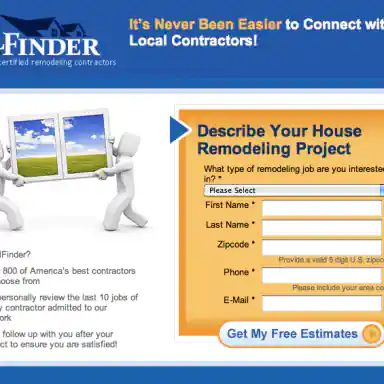 -FINDER
certified remodeling contractors
It's Never Been Easier to Connect wit
Local Contractors!
Describe Your House
Remodeling Project
What type of remodeling job are you interested
in? *
Please Select
First Name *
Last Name *
Zipcode *
Provide a valid 5 digit U.S. zipco
Phone *
Please include your area co
E-Mail *
Get My Free Estimates
lFinder?
800 of America's best contractors
oose from
ersonally review the last 10 jobs of
y contractor admitted to our
ork
follow up with you after your
ct to ensure you are satisfied!